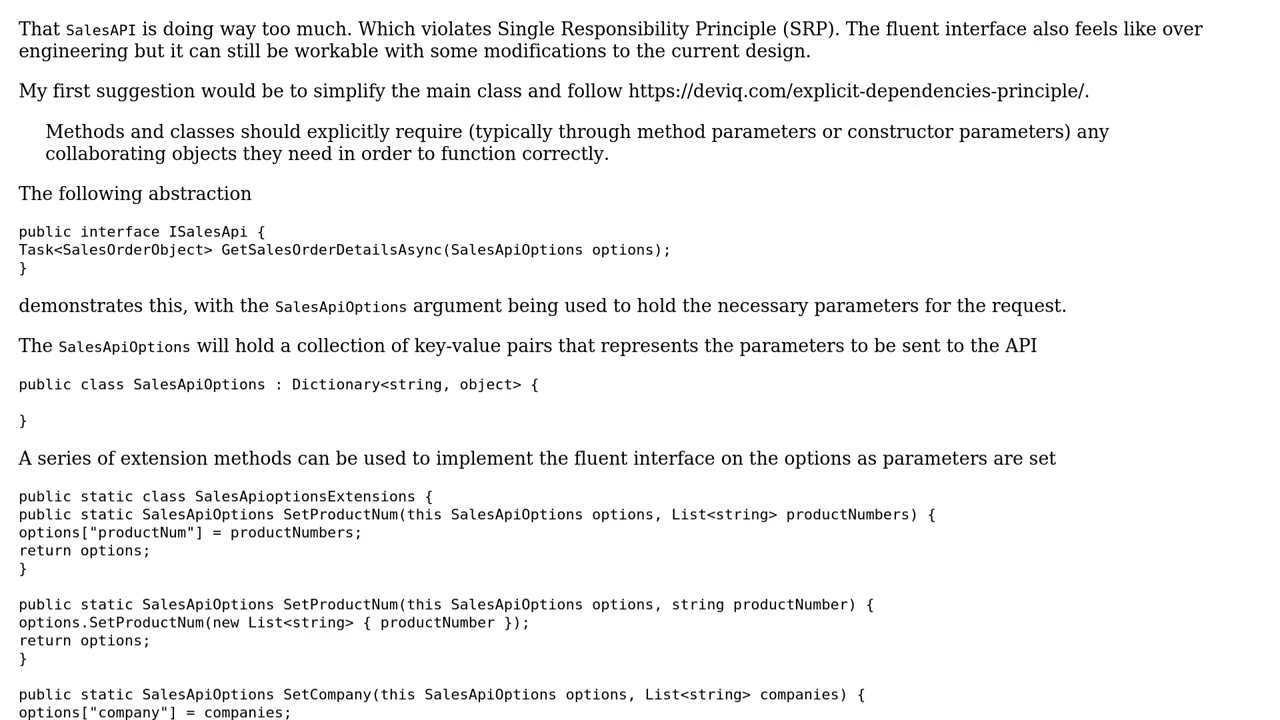 That SalesAPI is doing way too much. Which violates Single Responsibility Principle (SRP). The fluent interface also feels like over
engineering but it can still be workable with some modifications to the current design.
My first suggestion would be to simplify the main class and follow https://deviq.com/explicit-dependencies-principle/.
Methods and classes should explicitly require (typically through method parameters or constructor parameters) any
collaborating objects they need in order to function correctly.
The following abstraction
public interface ISalesApi {
Task<SalesOrderObject> GetSalesOrderDetailsAsync(SalesApiOptions options);
}
demonstrates this, with the SalesApiOptions argument being used to hold the necessary parameters for the request.
The SalesApiOptions will hold a collection of key-value pairs that represents the parameters to be sent to the API
public class SalesApiOptions : Dictionary<string, object> {
}
A series of extension methods can be used to implement the fluent interface on the options as parameters are set
public static class SalesApioptionsExtensions {
public static SalesApiOptions SetProductNum(this SalesApiOptions options, List<string> productNumbers) {
options["productNum"] = productNumbers;
return options;
}
public static SalesApiOptions SetProductNum(this SalesApiOptions options, string productNumber) {
options.SetProductNum(new List<string> { productNumber });
return options;
}
public static SalesApiOptions SetCompany(this SalesApiOptions options, List<string> companies) {
options["company"] = companies;